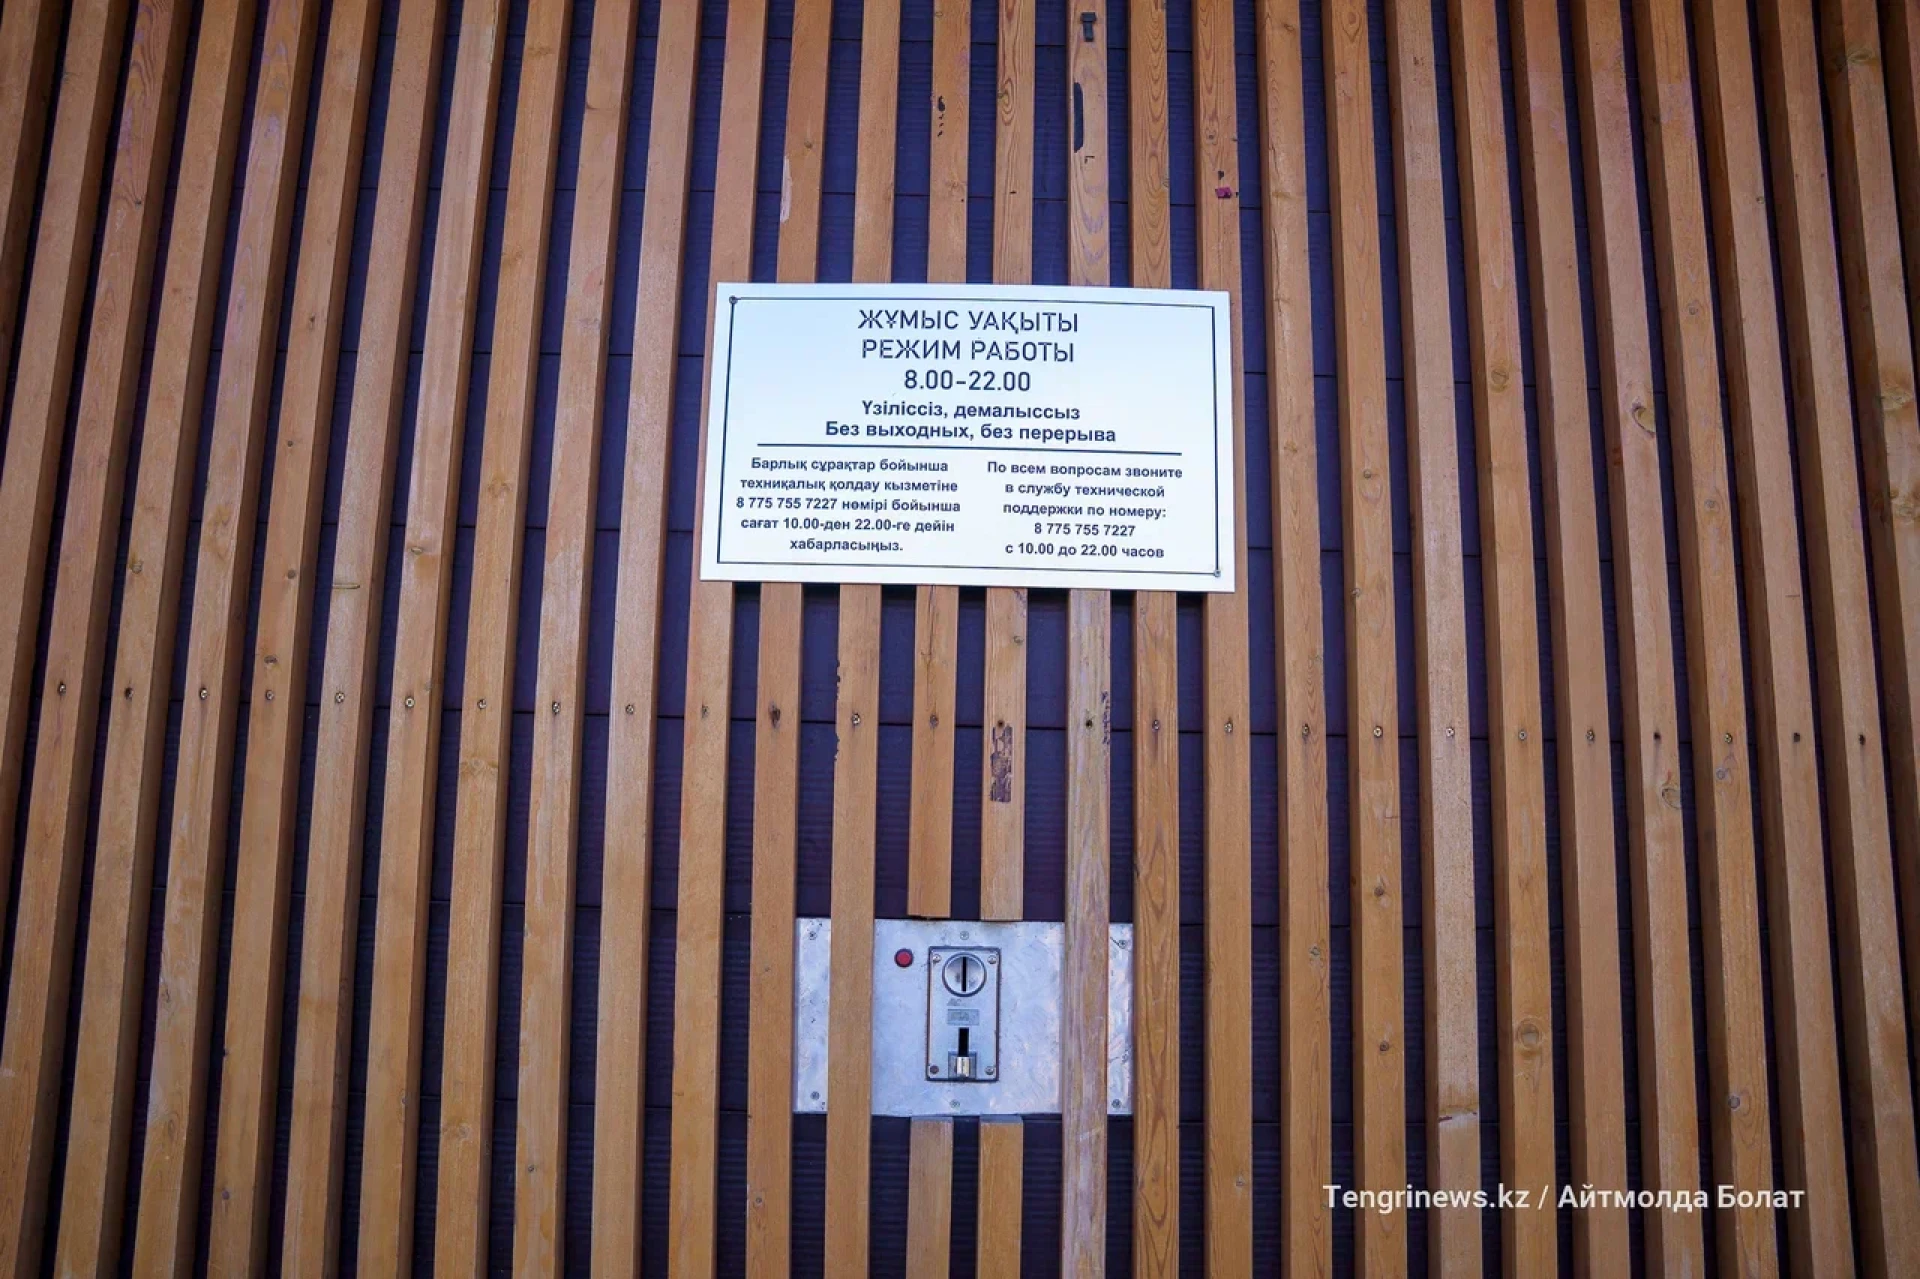 ЖҰМЫС УАҚЫТЫ
РЕЖИМ РАБОТЫ
8.00-22.00
Үзіліссіз, демалыссыз
Без выходных, без перерыва
Барлық сұрақтар бойынша
техниқалық қолдау кызметіне
8 775 755 7227 нөмірі бойынша
сағат 10.00-ден 22.00-ге дейін
хабарласыңыз.
По всем вопросам звоните
в службу технической
поддержки по номеру:
8 775 755 7227
с 10.00 до 22.00 часов
Tengrinews.kz / Айтмолда Болат